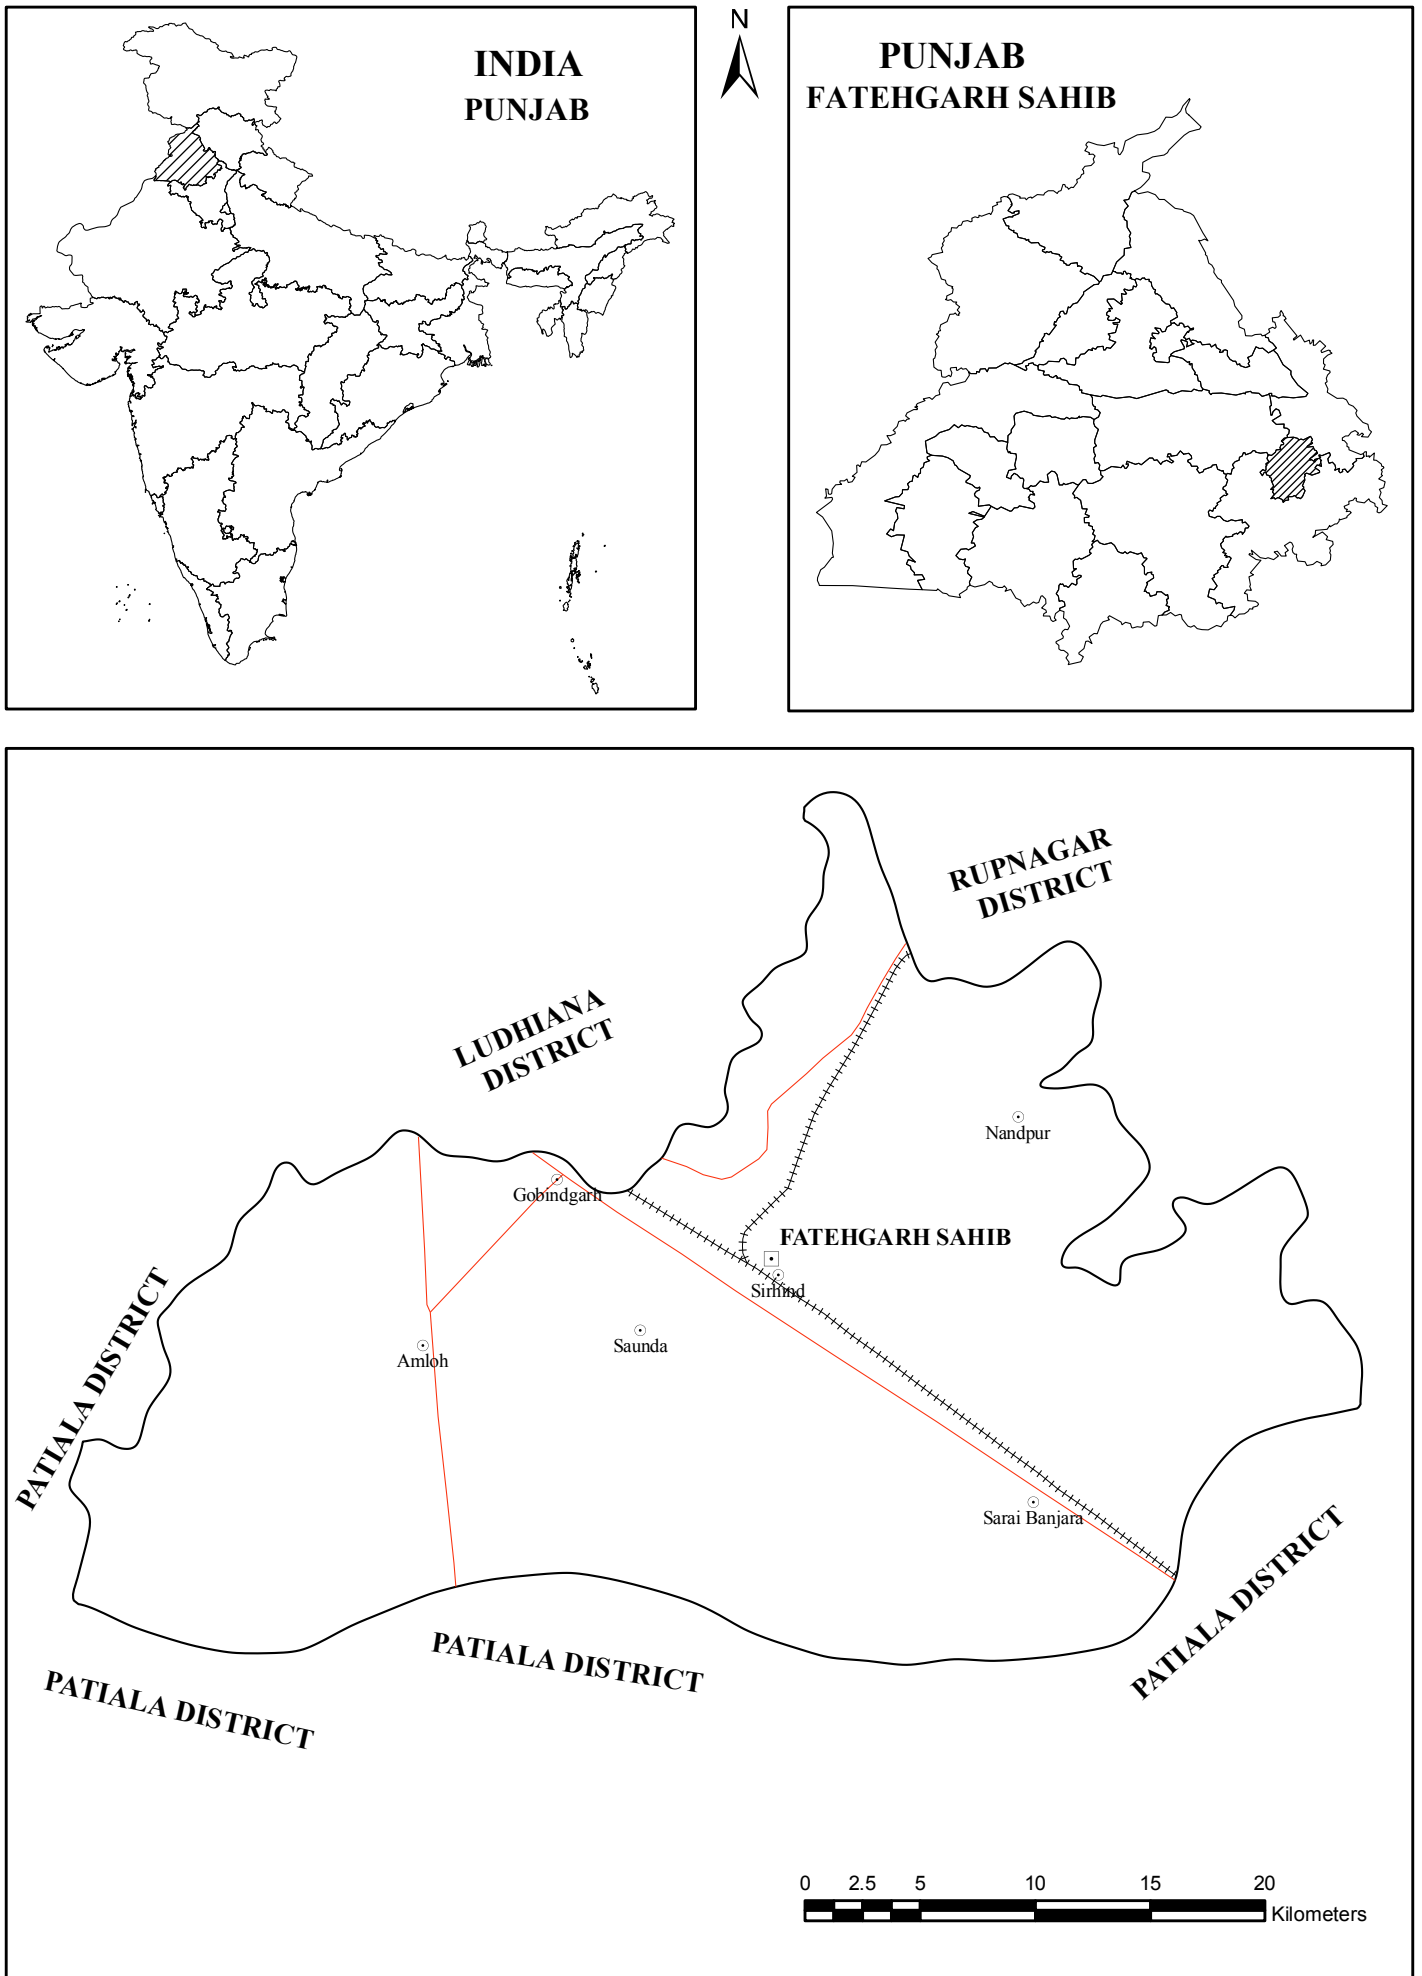 INDIA
PUNJAB
N
PUNJAB
FATEHGARH SAHIB
RUPNAGAR
DISTRICT
LUDHIANA
DISTRICT
Nandpur
Gobindgarh
FATEHGARH SAHIB
Sirhind
Saunda
Amloh
PATIALA DISTRICT
Sarai Banjara
PATIALA DISTRICT
PATIALA DISTRICT
PATIALA DISTRICT
0 2.5 5 10 15 20
Kilometers